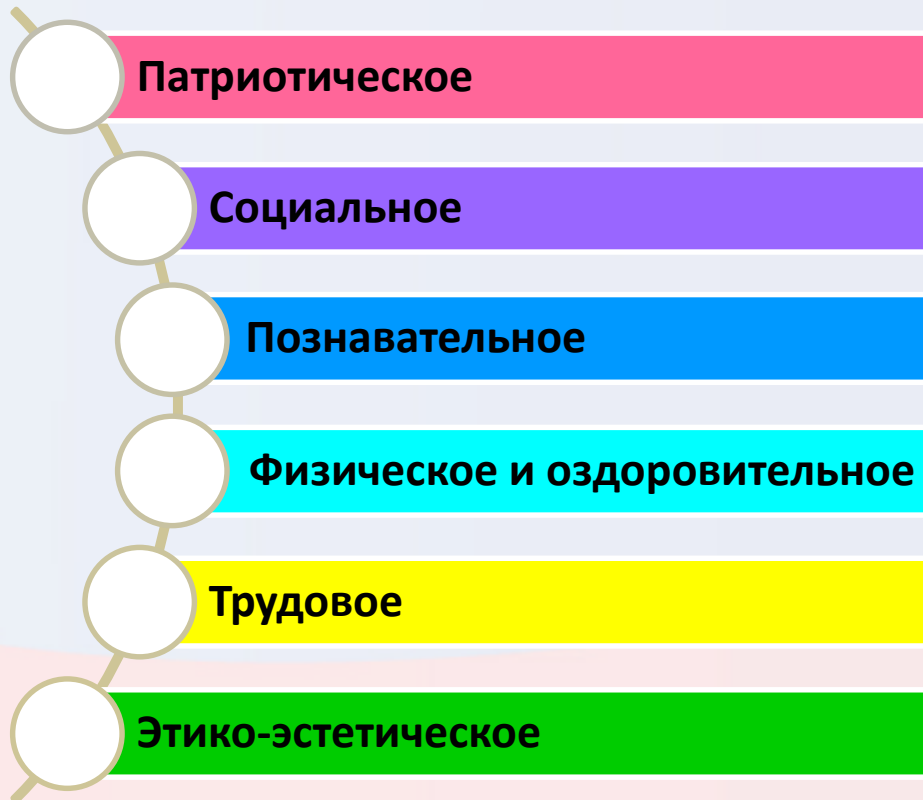 Патриотическое
Социальное
Познавательное
Физическое и оздоровительное
Трудовое
Этико-эстетическое